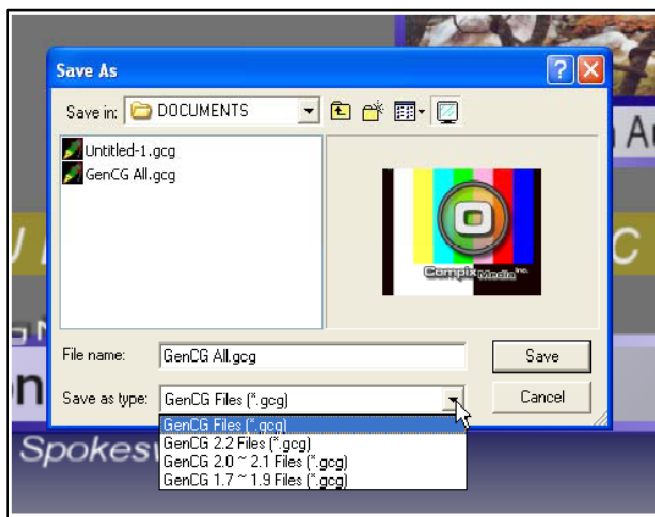 Save As
Save in: DOCUMENTS
Untitled-1.gcg
GenCG All.gcg
Compix Media Inc.
File name: GenCG All.gcg Save
Save as type: GenCG Files (*.gcg) Cancel
GenCG Files (*.gcg)
GenCG 2.2 Files (*.gcg)
GenCG 2.0 ~ 2.1 Files (*.gcg)
GenCG 1.7 ~ 1.9 Files (*.gcg)